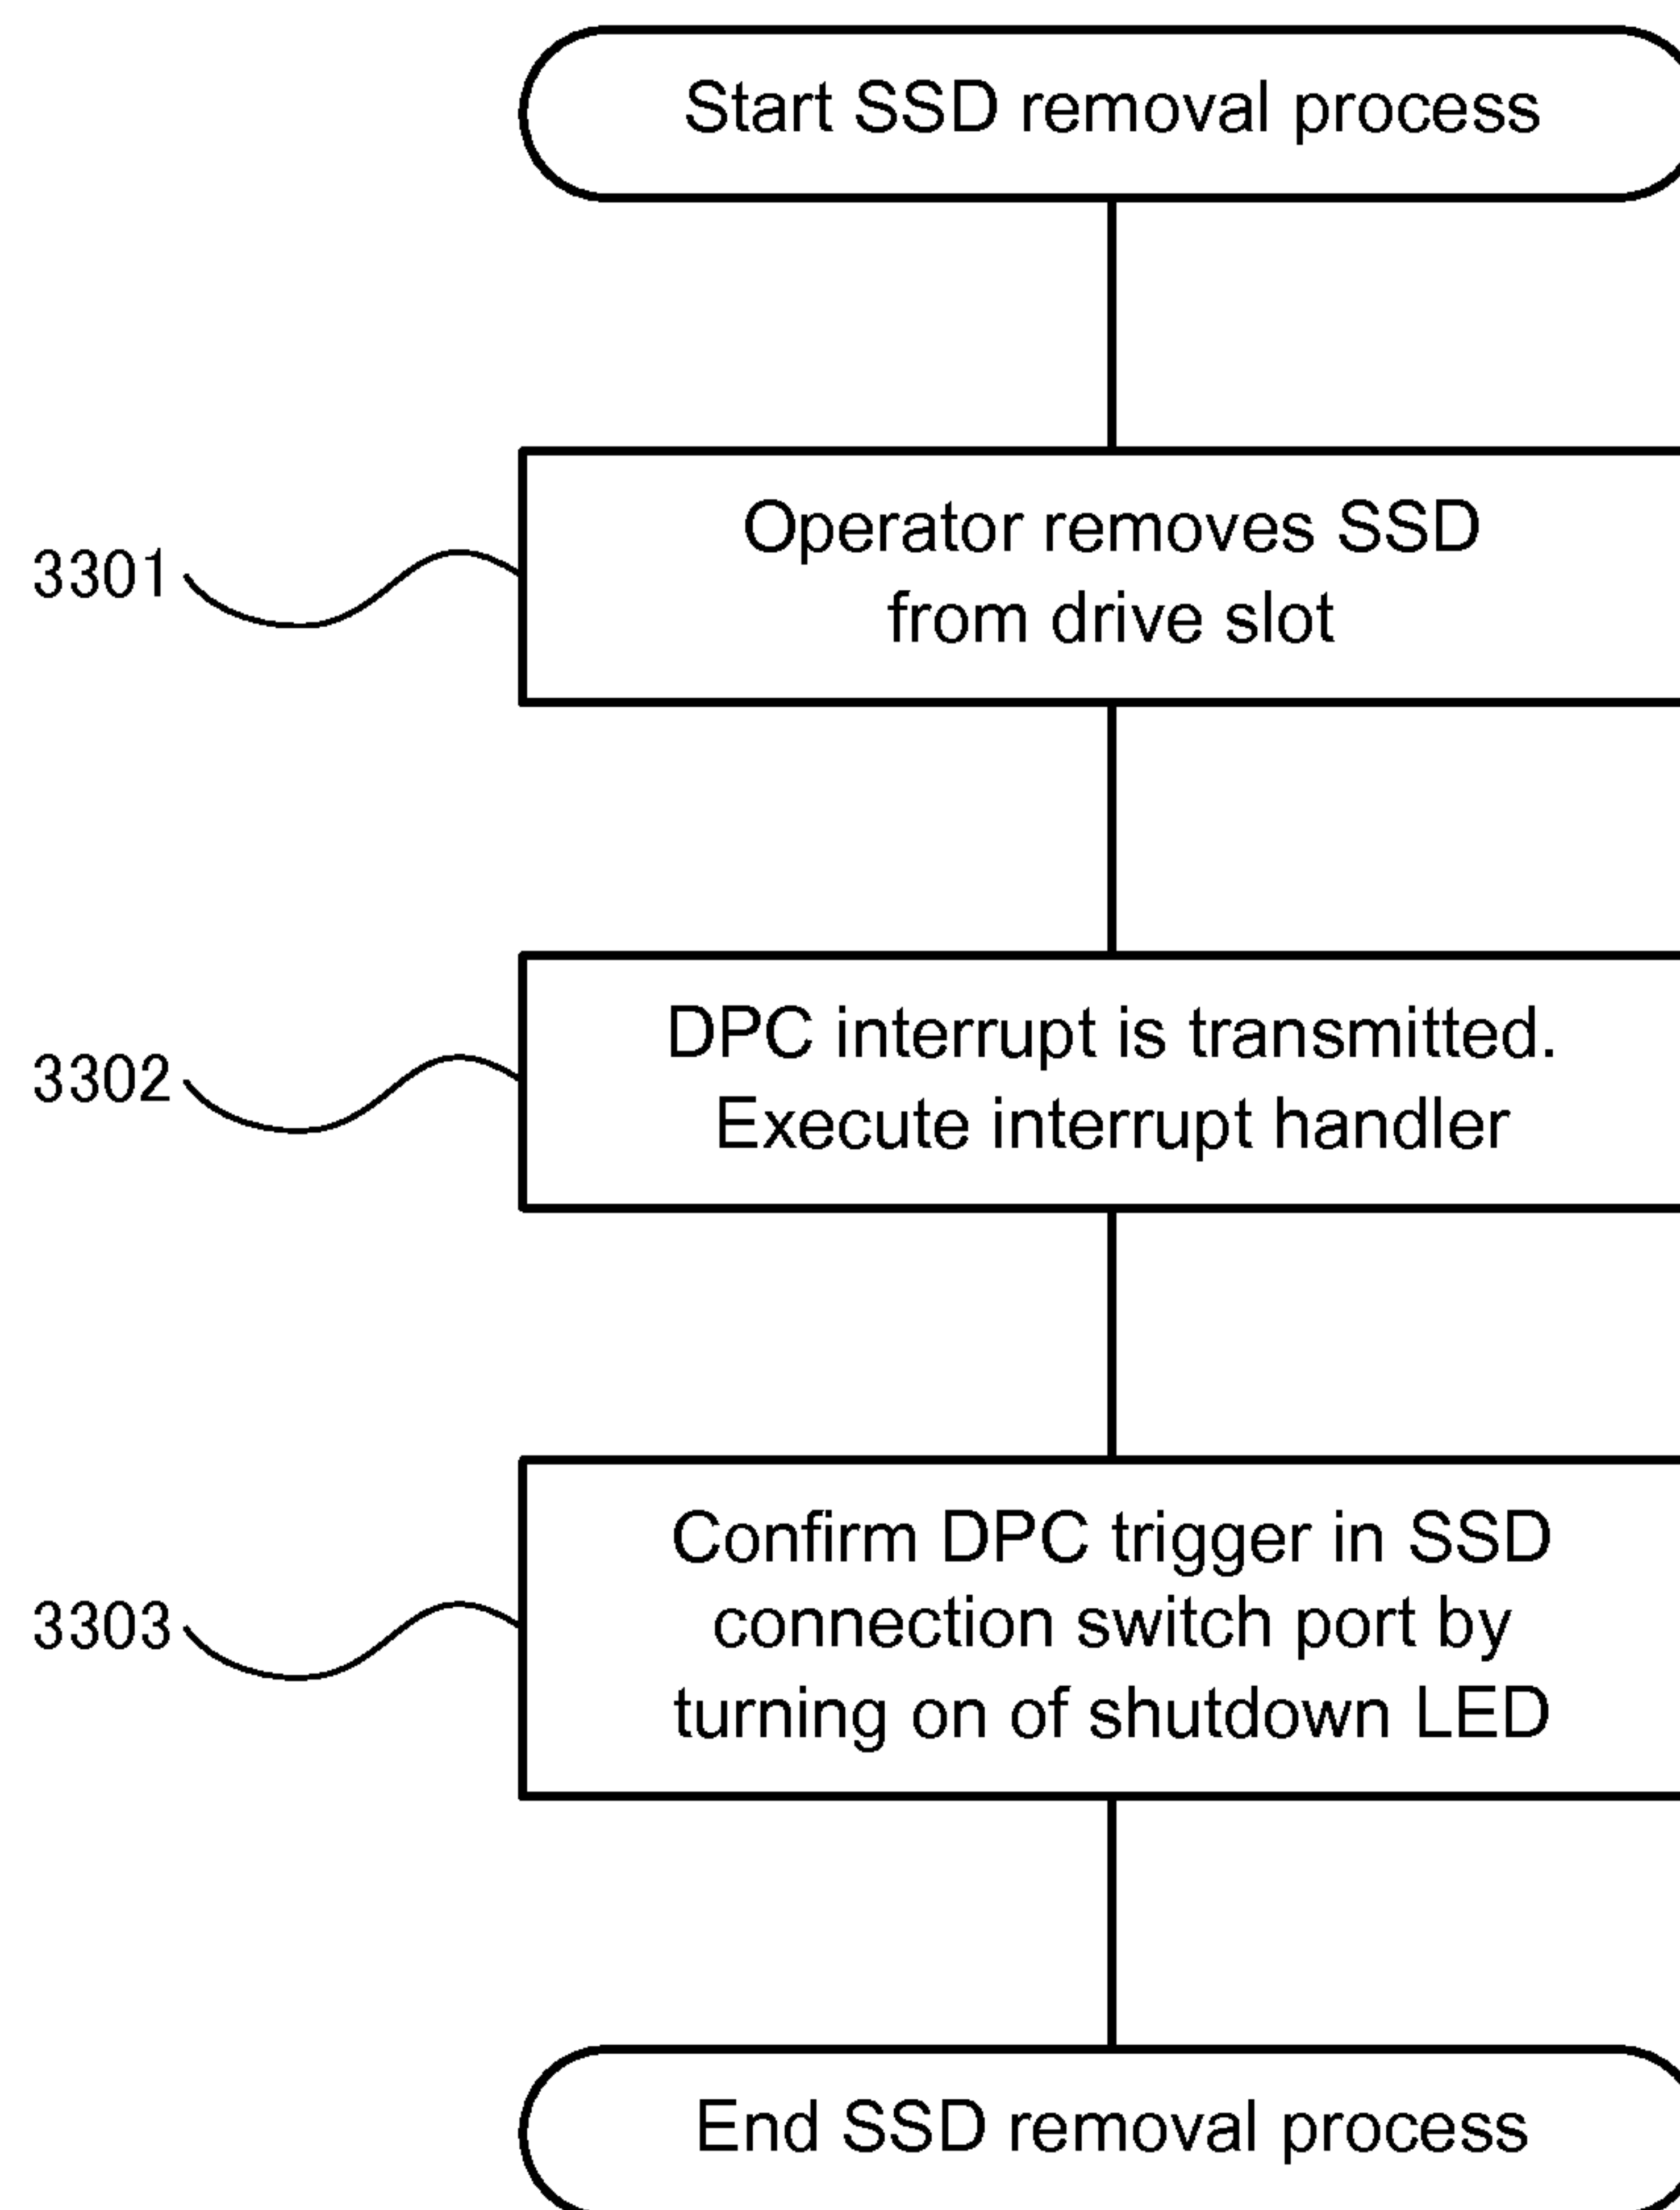 Start SSD removal process
3301
Operator removes SSD
from drive slot
3302
DPC interrupt is transmitted.
Execute interrupt handler
3303
Confirm DPC trigger in SSD
connection switch port by
turning on of shutdown LED
End SSD removal process